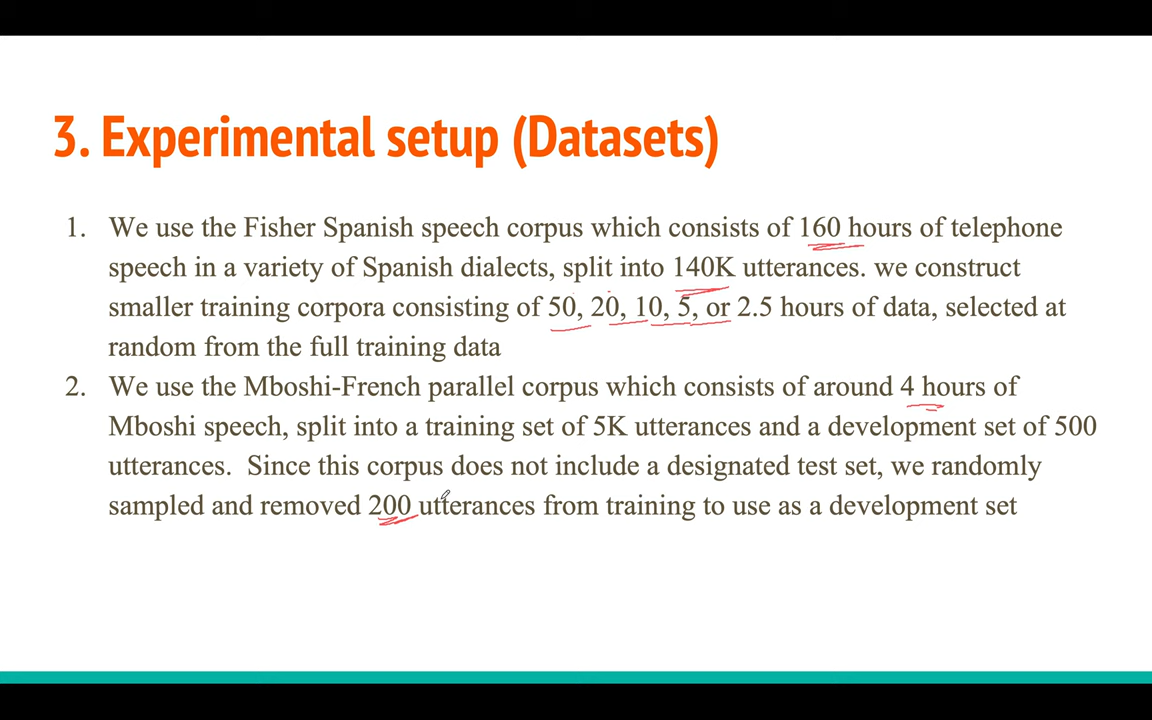 3. Experimental setup (Datasets)
1. We use the Fisher Spanish speech corpus which consists of 160 hours of telephone
speech in a variety of Spanish dialects, split into 140K utterances. we construct
smaller training corpora consisting of 50, 20, 10, 5, or 2.5 hours of data, selected at
random from the full training data
2. We use the Mboshi-French parallel corpus which consists of around 4 hours of
Mboshi speech, split into a training set of 5K utterances and a development set of 500
utterances.  Since this corpus does not include a designated test set, we randomly
sampled and removed 200 utterances from training to use as a development set